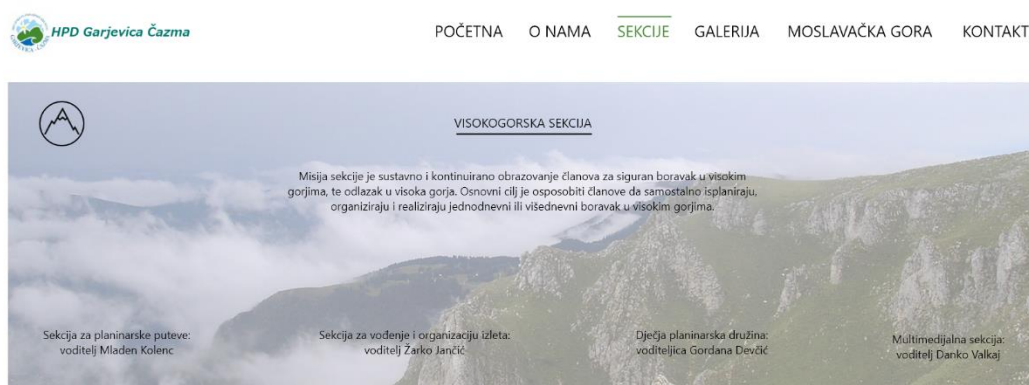 HPD Garjevica Čazma
POČETNA O NAMA SEKCIJE GALERIJA MOSLAVAČKA GORA KONTAKT
VISOKOGORSKA SEKCIJA
Misija sekcije je sustavno i kontinuirano obrazovanje članova za siguran boravak u visokim
gorjima, te odlazak u visoka gorja. Osnovni cilj je osposobiti članove da samostalno isplaniraju,
organiziraju i realiziraju jednodnevni ili višednevni boravak u visokim gorjima.
Sekcija za planinarske puteve:
voditelj Mladen Kolenc
Sekcija za vođenje i organizaciju izleta:
voditelj Žarko Jančić
Dječja planinarska družina:
voditeljica Gordana Devčić
Multimedijalna sekcija:
voditelj Danko Valkaj